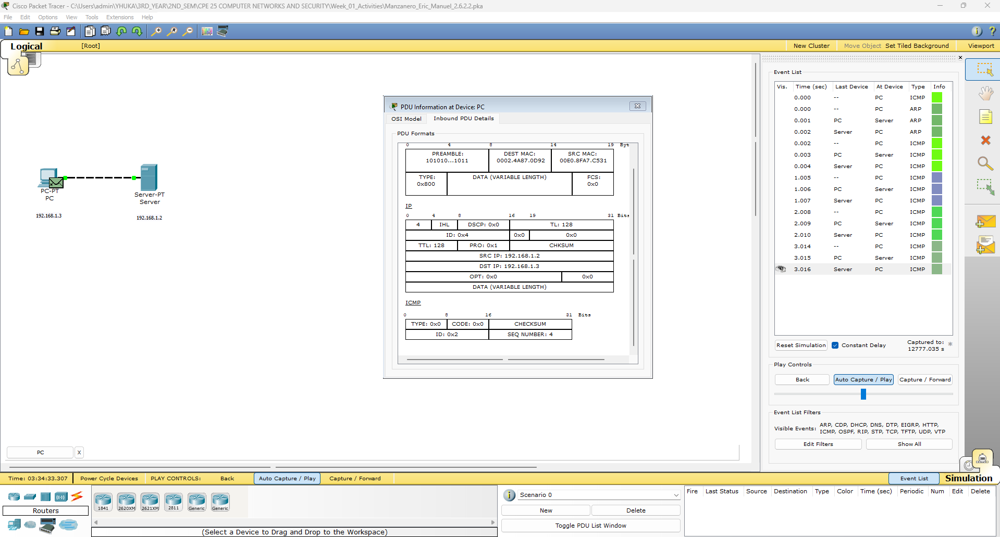 Cisco Packet Tracer - C:\Users\admin\YHUKA\3RD_YEAR\2ND_SEM\CPE 25 COMPUTER NETWORKS AND SECURITY\Week_01_Activities\Manzanero_Eric_Manuel_2.6.2.2.pka
File Edit Options View Tools Extensions Help
Logical [Root] New Cluster Move Object Set Tiled Background Viewport
PC-PT
PC
192.168.1.3
Server-PT
Server
192.168.1.2
PDU Information at Device: PC
OSI Model Inbound PDU Details
PDU Formats
0 4 8 14 19 Byt
PREAMBLE: DEST MAC: SRC MAC:
101010...1011 0002.4A87.0D92 00E0.8FA7.C531
TYPE: DATA (VARIABLE LENGTH) FCS:
0x800 0x0
IP
0 4 8 16 19 31 Bits
4 IHL DSCP: 0x0 TL: 128
ID: 0x4 0x0 0x0
TTL: 128 PRO: 0x1 CHKSUM
SRC IP: 192.168.1.2
DST IP: 192.168.1.3
OPT: 0x0 0x0
DATA (VARIABLE LENGTH)
ICMP
0 8 16 31 Bits
TYPE: 0x0 CODE: 0x0 CHECKSUM
ID: 0x2 SEQ NUMBER: 4
Event List
Vis. Time (sec) Last Device At Device Type Info
0.000 -- PC ICMP
0.000 -- PC ARP
0.001 PC Server ARP
0.002 Server PC ARP
0.002 -- PC ICMP
0.003 PC Server ICMP
0.004 Server PC ICMP
1.005 -- PC ICMP
1.006 PC Server ICMP
1.007 Server PC ICMP
2.008 -- PC ICMP
2.009 PC Server ICMP
2.010 Server PC ICMP
3.014 -- PC ICMP
3.015 PC Server ICMP
3.016 Server PC ICMP
Reset Simulation Constant Delay Captured to: *
12777.035 s
Play Controls
Back Auto Capture / Play Capture / Forward
Event List Filters
Visible Events: ARP, CDP, DHCP, DNS, DTP, EIGRP, HTTP,
ICMP, OSPF, RIP, STP, TCP, TFTP, UDP, VTP
Edit Filters Show All
PC X
Time: 03:34:33.307 Power Cycle Devices PLAY CONTROLS: Back Auto Capture / Play Capture / Forward Event List Simulation
Routers
1841 2620XM 2621XM 2811 Generic Generic
(Select a Device to Drag and Drop to the Workspace)
Scenario 0
New Delete
Toggle PDU List Window
Fire Last Status Source Destination Type Color Time (sec) Periodic Num Edit Delete